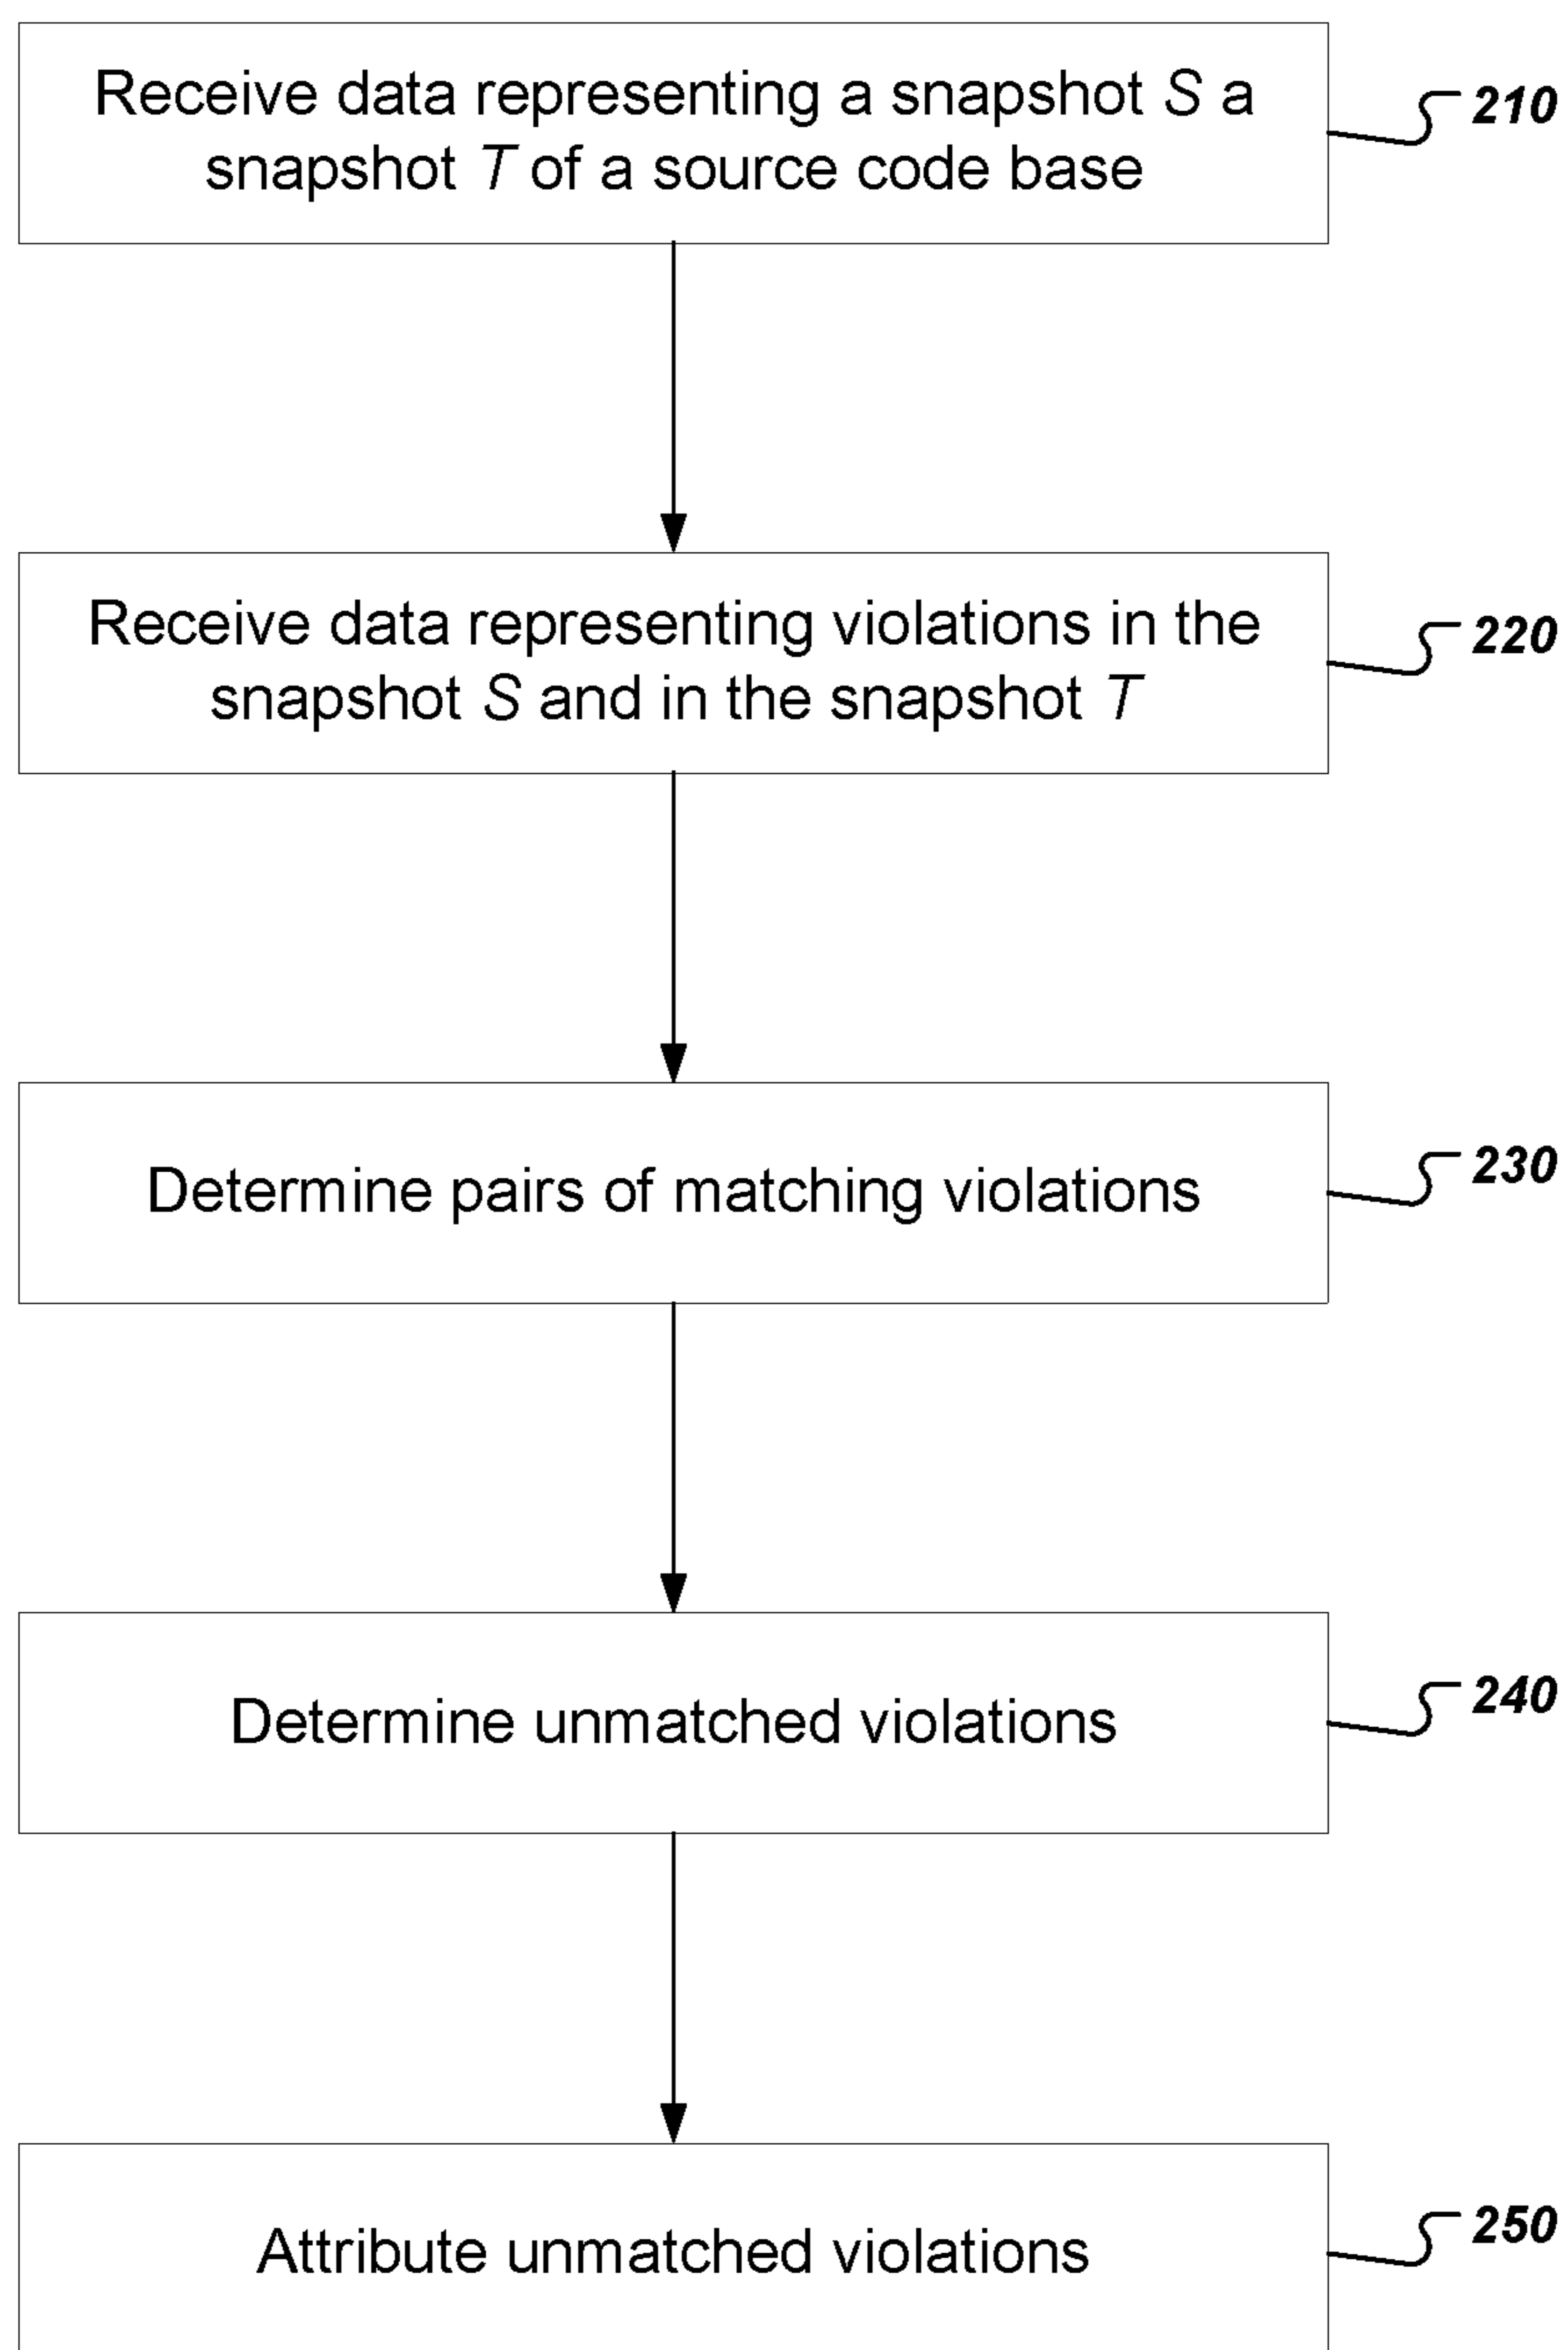 Receive data representing a snapshot S a
snapshot T of a source code base
210
Receive data representing violations in the
snapshot S and in the snapshot T
220
Determine pairs of matching violations
230
Determine unmatched violations
240
Attribute unmatched violations
250